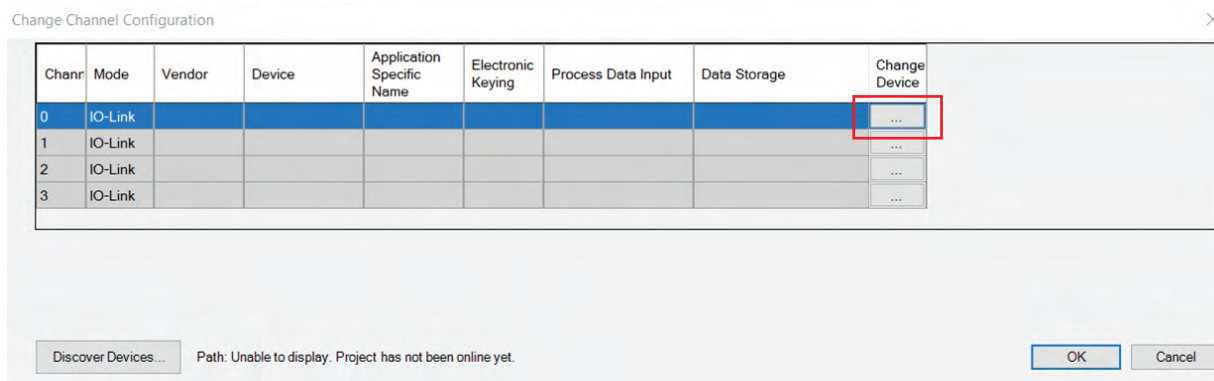 Change Channel Configuration
Chanr Mode Vendor Device Application Specific Name Electronic Keying Process Data Input Data Storage Change Device
0 IO-Link ...
1 IO-Link ...
2 IO-Link ...
3 IO-Link ...
Discover Devices... Path: Unable to display. Project has not been online yet. OK Cancel